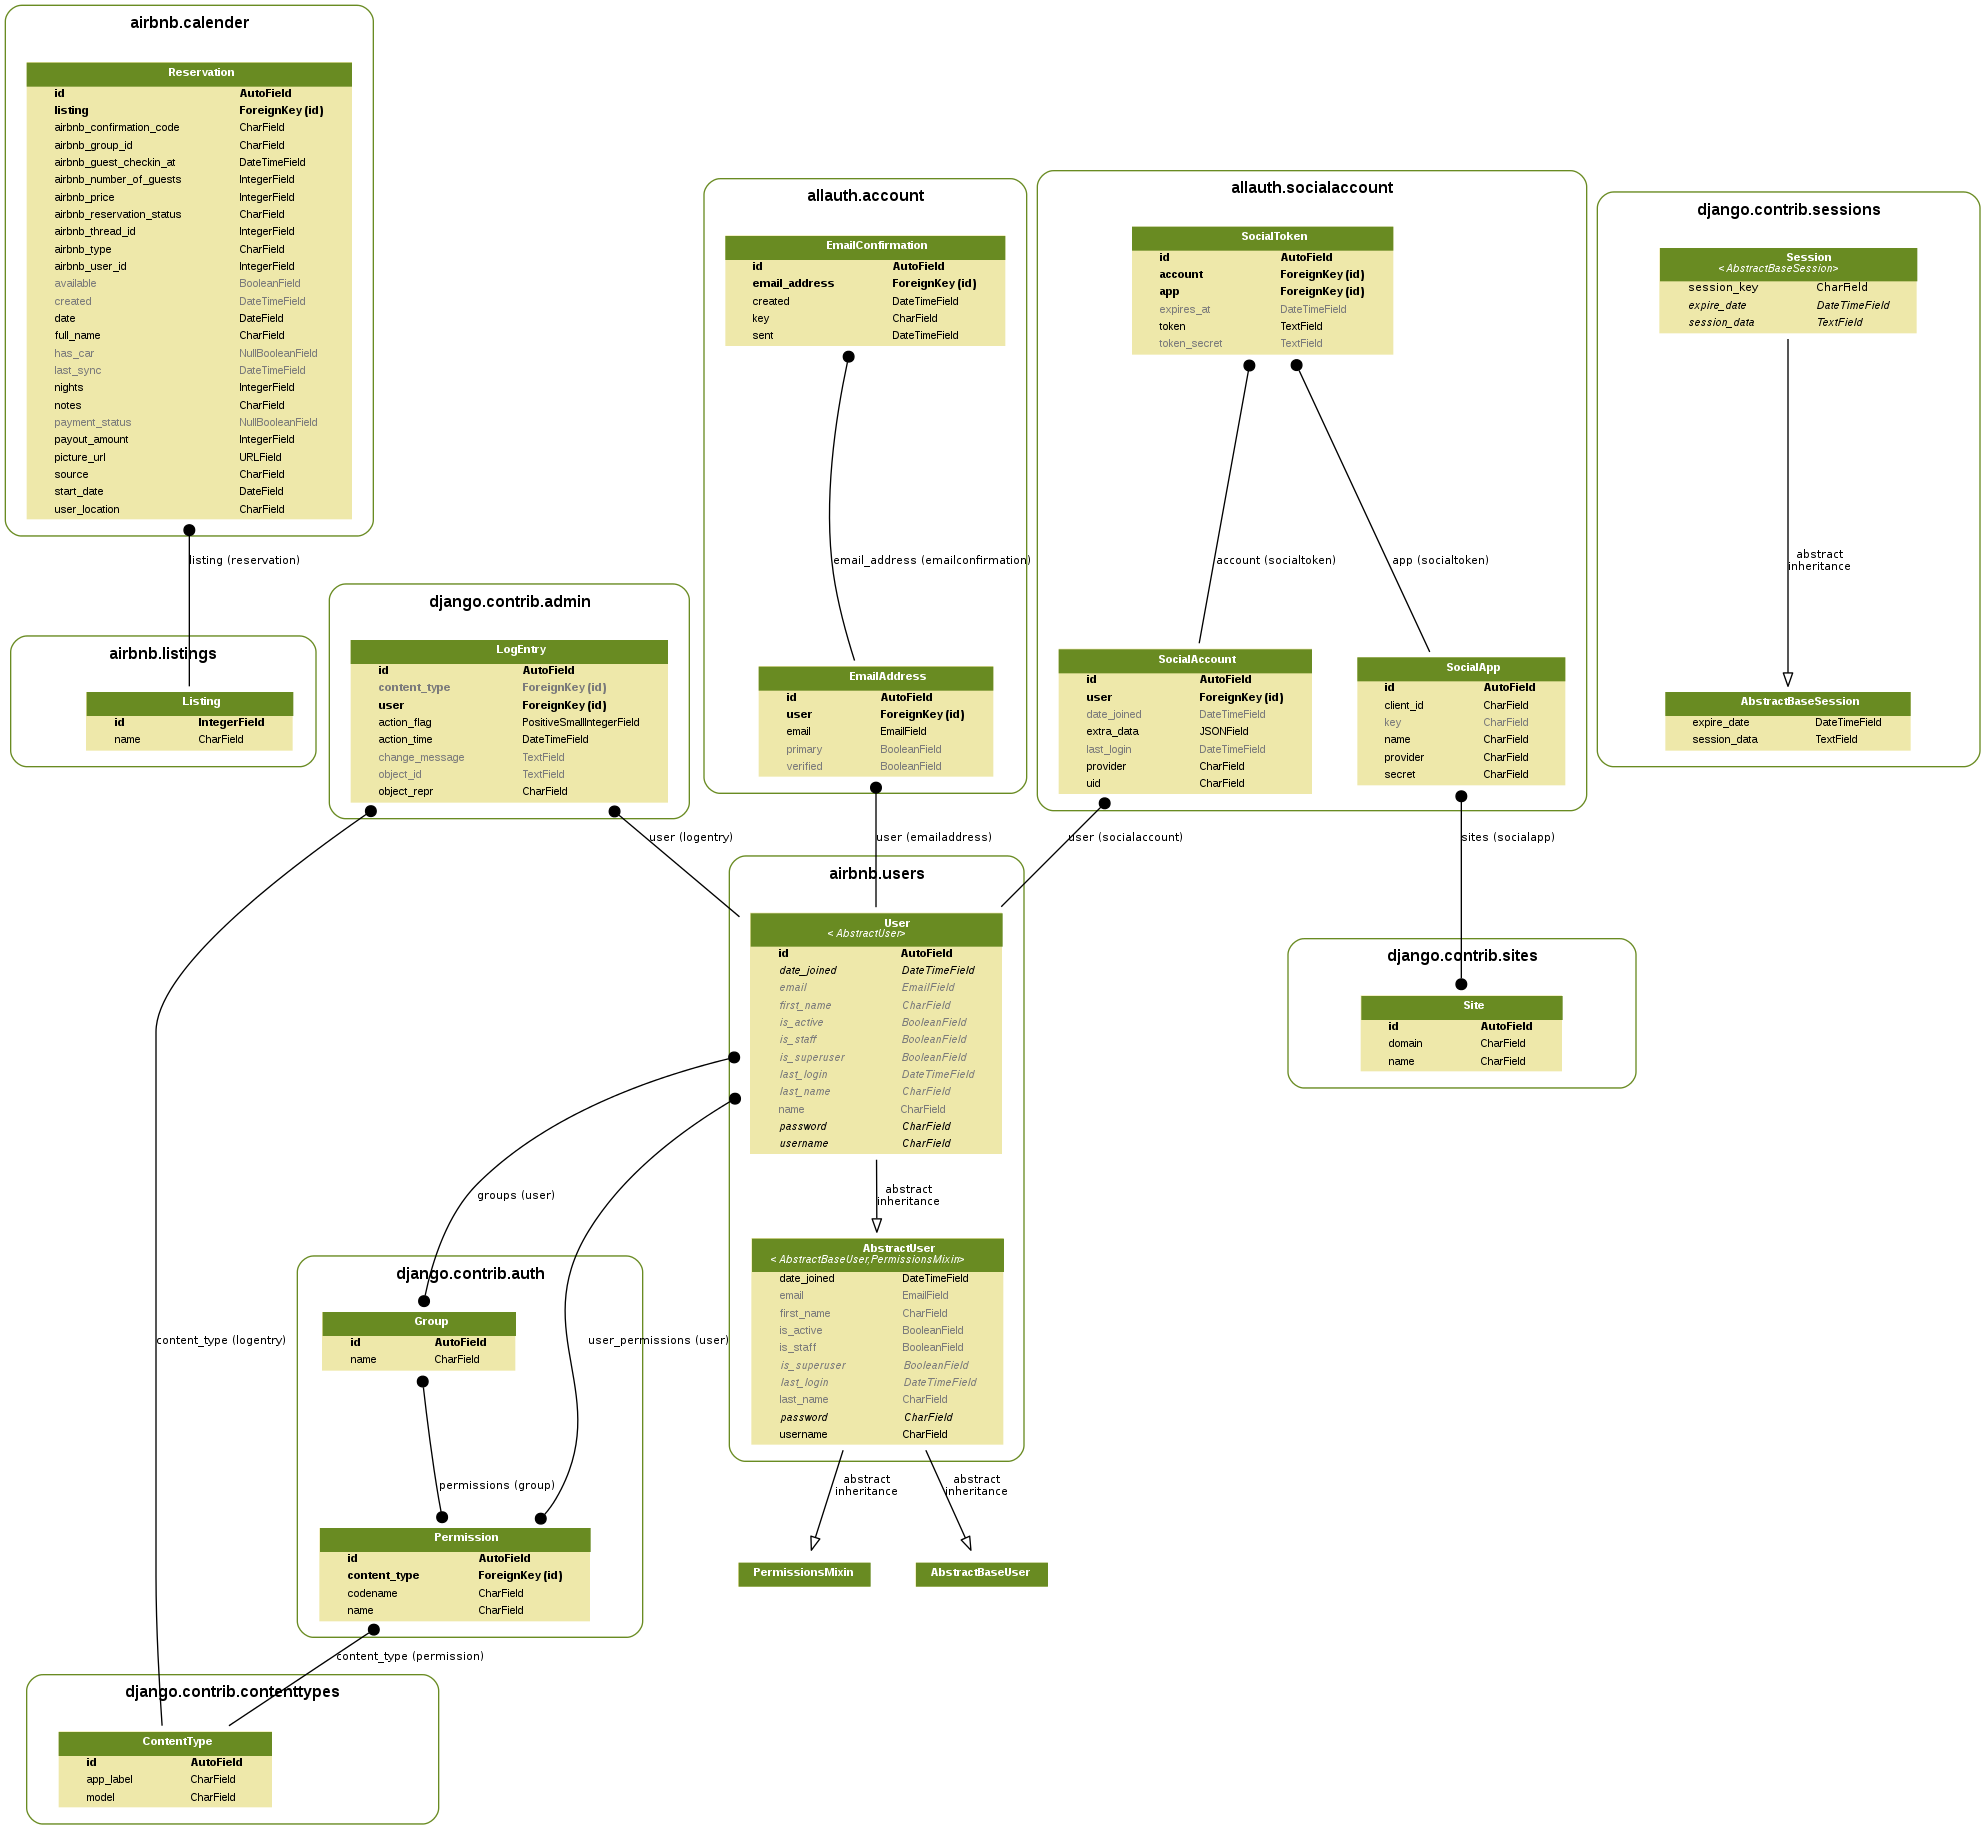 airbnb.calender
Reservation
id AutoField
listing ForeignKey (id)
airbnb_confirmation_code CharField
airbnb_group_id CharField
airbnb_guest_checkin_at DateTimeField
airbnb_number_of_guests IntegerField
airbnb_price IntegerField
airbnb_reservation_status CharField
airbnb_thread_id IntegerField
airbnb_type CharField
airbnb_user_id IntegerField
available BooleanField
created DateTimeField
date DateField
full_name CharField
has_car NullBooleanField
last_sync DateTimeField
nights IntegerField
notes CharField
payment_status NullBooleanField
payout_amount IntegerField
picture_url URLField
source CharField
start_date DateField
user_location CharField
listing (reservation)
airbnb.listings
Listing
id IntegerField
name CharField
django.contrib.admin
LogEntry
id AutoField
content_type ForeignKey (id)
user ForeignKey (id)
action_flag PositiveSmallIntegerField
action_time DateTimeField
change_message TextField
object_id TextField
object_repr CharField
user (logentry)
content_type (logentry)
allauth.account
EmailConfirmation
id AutoField
email_address ForeignKey (id)
created DateTimeField
key CharField
sent DateTimeField
email_address (emailconfirmation)
EmailAddress
id AutoField
user ForeignKey (id)
email EmailField
primary BooleanField
verified BooleanField
user (emailaddress)
allauth.socialaccount
SocialToken
id AutoField
account ForeignKey (id)
app ForeignKey (id)
expires_at DateTimeField
token TextField
token_secret TextField
account (socialtoken)
app (socialtoken)
SocialAccount
id AutoField
user ForeignKey (id)
date_joined DateTimeField
extra_data JSONField
last_login DateTimeField
provider CharField
uid CharField
user (socialaccount)
SocialApp
id AutoField
client_id CharField
key CharField
name CharField
provider CharField
secret CharField
sites (socialapp)
django.contrib.sessions
Session
< AbstractBaseSession>
session_key CharField
expire_date DateTimeField
session_data TextField
abstract
inheritance
AbstractBaseSession
expire_date DateTimeField
session_data TextField
django.contrib.sites
Site
id AutoField
domain CharField
name CharField
airbnb.users
User
< AbstractUser>
id AutoField
date_joined DateTimeField
email EmailField
first_name CharField
is_active BooleanField
is_staff BooleanField
is_superuser BooleanField
last_login DateTimeField
last_name CharField
name CharField
password CharField
username CharField
abstract
inheritance
AbstractUser
< AbstractBaseUser,PermissionsMixin>
date_joined DateTimeField
email EmailField
first_name CharField
is_active BooleanField
is_staff BooleanField
is_superuser BooleanField
last_login DateTimeField
last_name CharField
password CharField
username CharField
abstract
inheritance
abstract
inheritance
PermissionsMixin
AbstractBaseUser
groups (user)
user_permissions (user)
django.contrib.auth
Group
id AutoField
name CharField
permissions (group)
Permission
id AutoField
content_type ForeignKey (id)
codename CharField
name CharField
content_type (permission)
django.contrib.contenttypes
ContentType
id AutoField
app_label CharField
model CharField